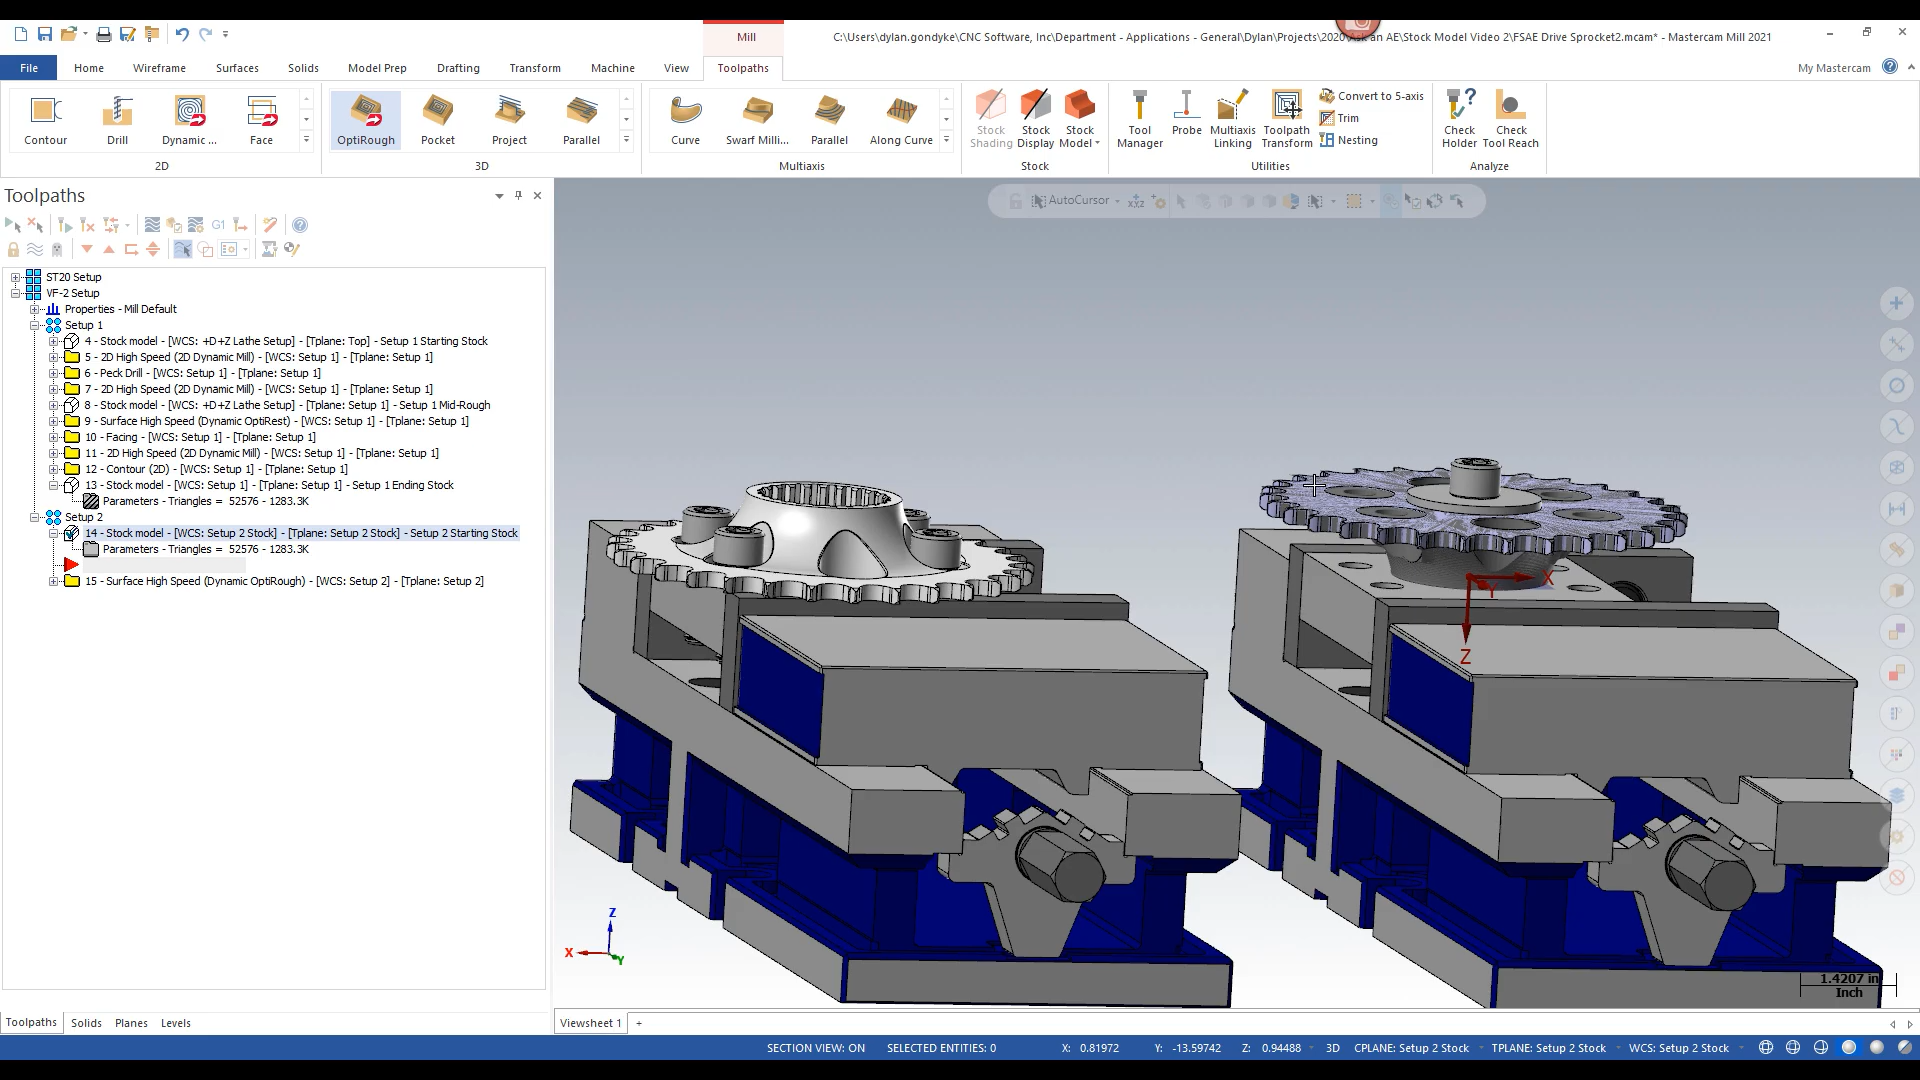 Mill
C:\Users\dylan.gondyke\CNC Software, Inc\Department - Applications - General\Dylan\Projects\2020\Ask an AE\Stock Model Video 2\FSAE Drive Sprocket2.mcam* - Mastercam Mill 2021
File Home Wireframe Surfaces Solids Model Prep Drafting Transform Machine View Toolpaths My Mastercam
Contour Drill Dynamic ... Face
2D
OptiRough Pocket Project Parallel
3D
Curve Swarf Milli... Parallel Along Curve
Multiaxis
Stock Shading Stock Display Stock Model
Stock
Tool Manager Probe Multiaxis Linking Toolpath Transform
Convert to 5-axis
Trim
Nesting
Utilities
Check Holder Check Tool Reach
Analyze
Toolpaths
AutoCursor
G1
ST20 Setup
VF-2 Setup
Properties - Mill Default
Setup 1
4 - Stock model - [WCS: +D+Z Lathe Setup] - [Tplane: Top] - Setup 1 Starting Stock
5 - 2D High Speed (2D Dynamic Mill) - [WCS: Setup 1] - [Tplane: Setup 1]
6 - Peck Drill - [WCS: Setup 1] - [Tplane: Setup 1]
7 - 2D High Speed (2D Dynamic Mill) - [WCS: Setup 1] - [Tplane: Setup 1]
8 - Stock model - [WCS: +D+Z Lathe Setup] - [Tplane: Setup 1] - Setup 1 Mid-Rough
9 - Surface High Speed (Dynamic OptiRest) - [WCS: Setup 1] - [Tplane: Setup 1]
10 - Facing - [WCS: Setup 1] - [Tplane: Setup 1]
11 - 2D High Speed (2D Dynamic Mill) - [WCS: Setup 1] - [Tplane: Setup 1]
12 - Contour (2D) - [WCS: Setup 1] - [Tplane: Setup 1]
13 - Stock model - [WCS: Setup 1] - [Tplane: Setup 1] - Setup 1 Ending Stock
Parameters - Triangles = 52576 - 1283.3K
Setup 2
14 - Stock model - [WCS: Setup 2 Stock] - [Tplane: Setup 2 Stock] - Setup 2 Starting Stock
Parameters - Triangles = 52576 - 1283.3K
15 - Surface High Speed (Dynamic OptiRough) - [WCS: Setup 2] - [Tplane: Setup 2]
X
Y
Z
Z
X
Y
1.4207 in
Inch
Toolpaths Solids Planes Levels
Viewsheet 1 +
SECTION VIEW: ON SELECTED ENTITIES: 0 X: 0.81972 Y: -13.59742 Z: 0.94488 3D CPLANE: Setup 2 Stock TPLANE: Setup 2 Stock WCS: Setup 2 Stock